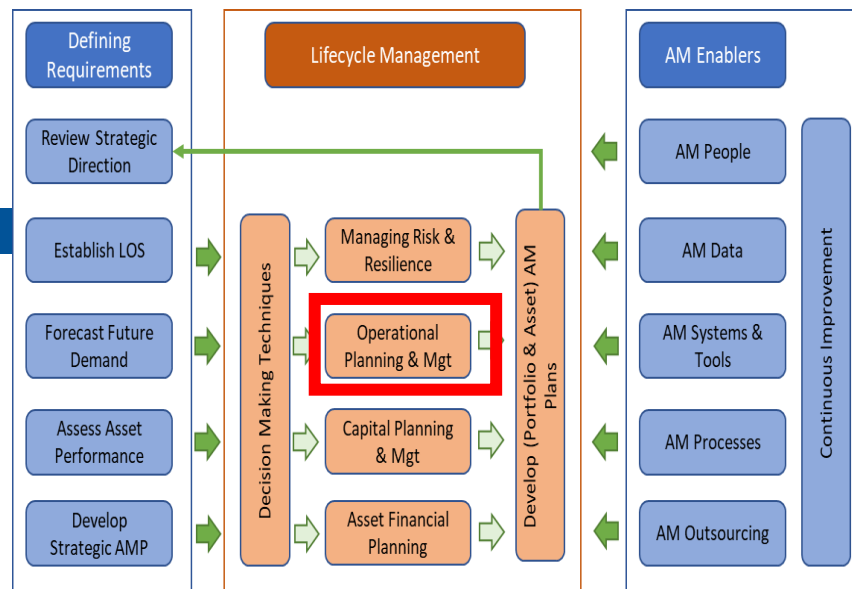 Defining
Requirements
Review Strategic
Direction
Establish LOS
Forecast Future
Demand
Assess Asset
Performance
Develop
Strategic AMP
Lifecycle Management
Decision Making Techniques
Managing Risk &
Resilience
Operational
Planning & Mgt
Capital Planning
& Mgt
Asset Financial
Planning
Develop (Portfolio & Asset) AM
Plans
AM Enablers
AM People
AM Data
AM Systems &
Tools
AM Processes
AM Outsourcing
Continuous Improvement